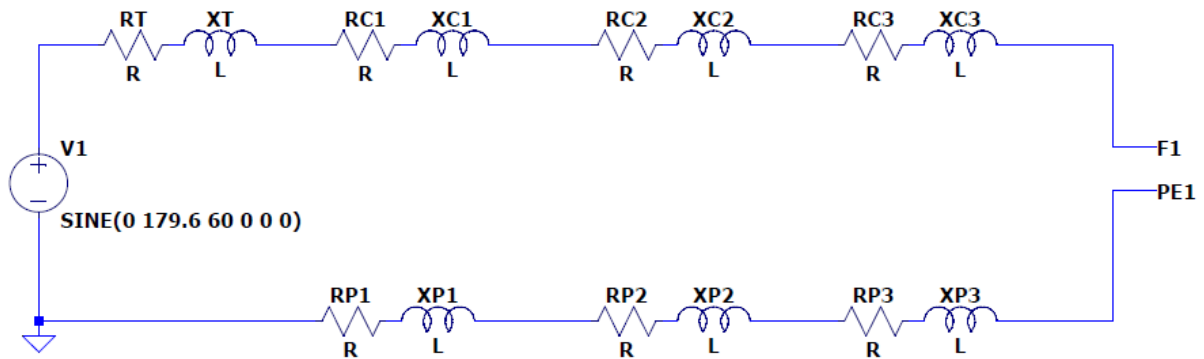 RT XT RC1 XC1 RC2 XC2 RC3 XC3
R L R L R L R L
V1
SINE(0 179.6 60 0 0 0)
F1
PE1
RP1 XP1 RP2 XP2 RP3 XP3
R L R L R L